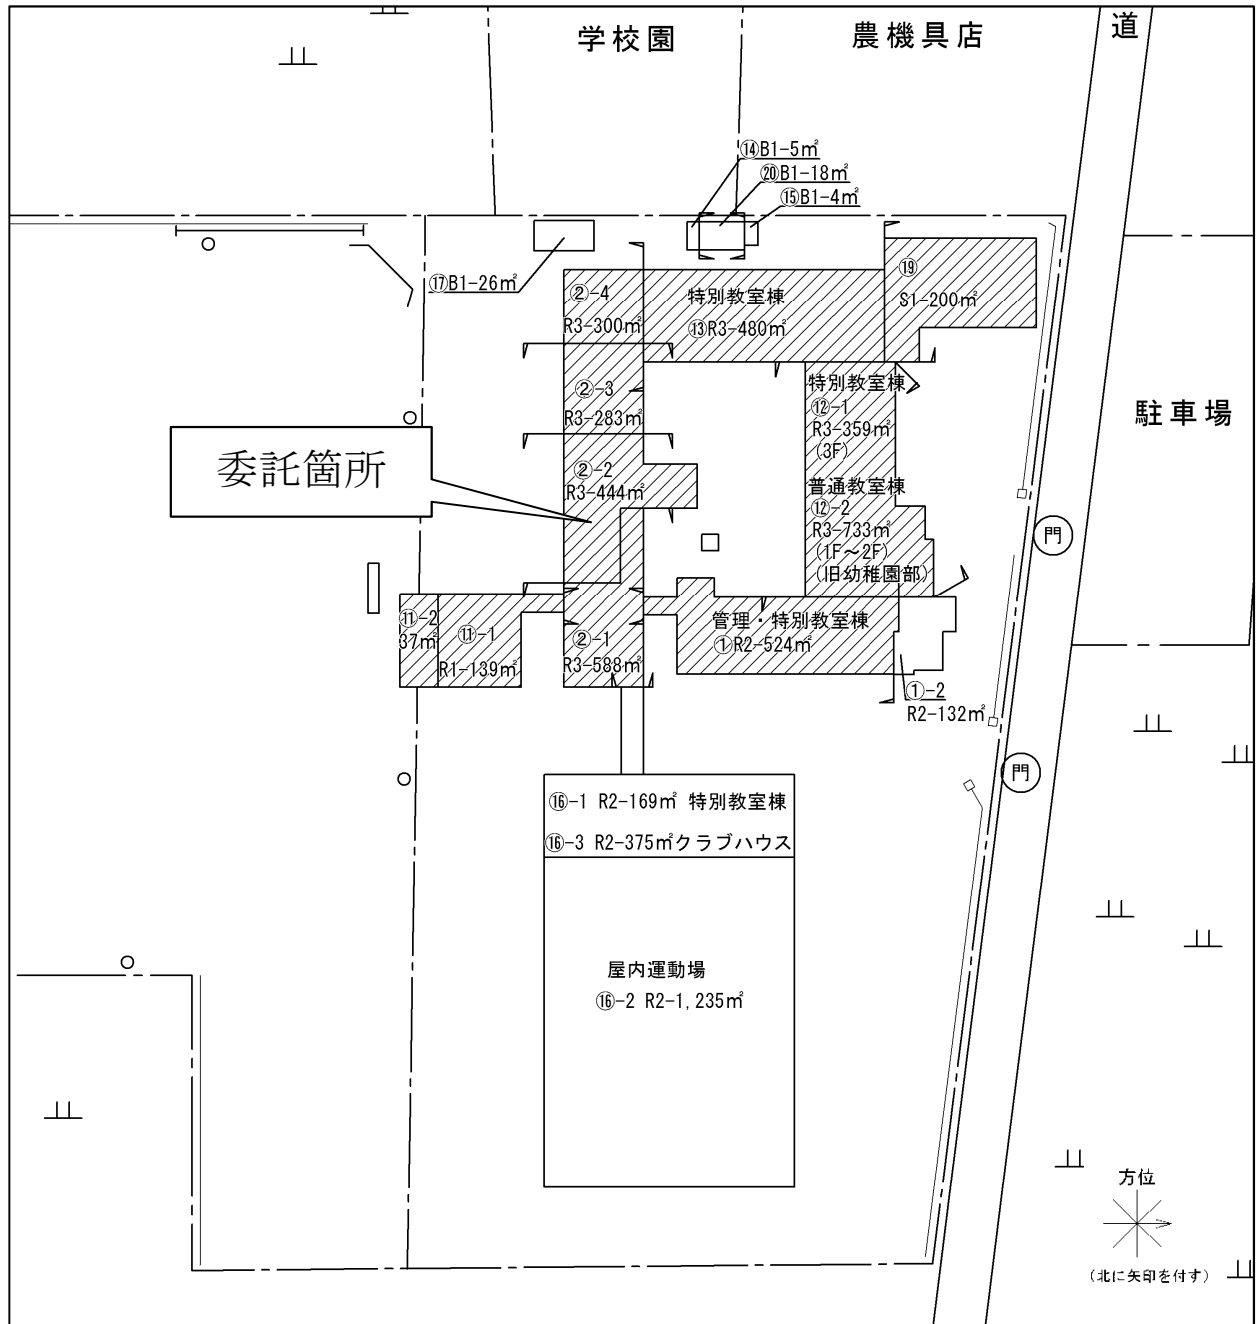 学校園
農機具店
道
⑭B1-5㎡
⑳B1-18㎡
⑮B1-4㎡
⑰B1-26㎡
②-4
R3-300㎡
特別教室棟
⑬R3-480㎡
⑲
S1-200㎡
②-3
R3-283㎡
特別教室棟
⑫-1
R3-359㎡
(3F)
駐車場
委託箇所
②-2
R3-444㎡
普通教室棟
⑫-2
R3-733㎡
(1F～2F)
(旧幼稚園部)
門
⑪-2
37㎡
⑪-1
R1-139㎡
②-1
R3-588㎡
管理・特別教室棟
①R2-524㎡
①-2
R2-132㎡
門
⑯-1 R2-169㎡ 特別教室棟
⑯-3 R2-375㎡クラブハウス
屋内運動場
⑯-2 R2-1,235㎡
方位
(北に矢印を付す)